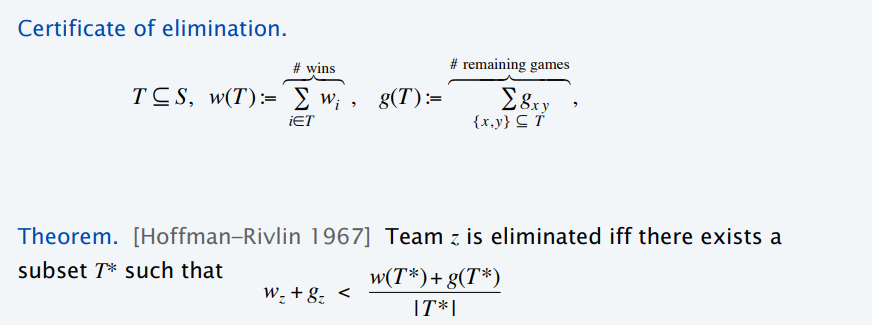 Certificate of elimination.
# wins
# remaining games
T ⊆ S, w(T) := ∑ w_i , g(T) := ∑ g_{x y} ,
i∈T
{x,y} ⊆ T
Theorem. [Hoffman–Rivlin 1967] Team z is eliminated iff there exists a
subset T* such that
w_z + g_z < w(T*) + g(T*)
|T*|